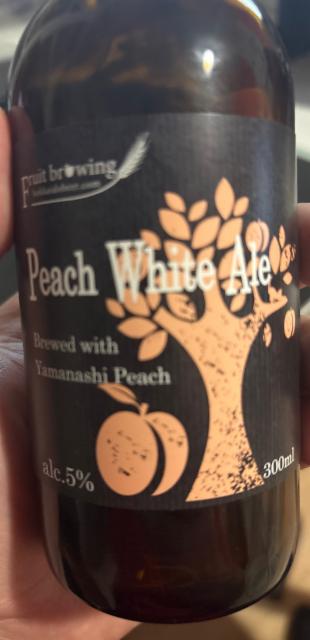 Fruit brewing
Peach White Ale
Brewed with
Yamanashi Peach
alc.5%
300ml